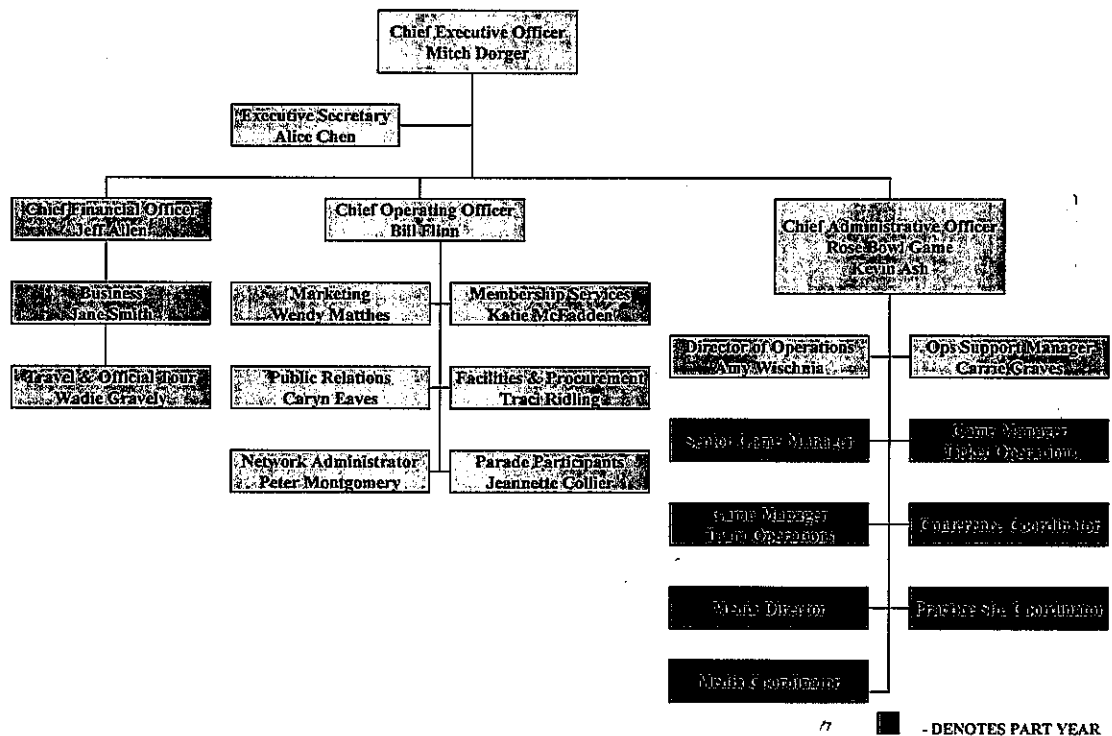 Chief Executive Officer
Mitch Dorger
Executive Secretary
Alice Chen
Chief Financial Officer
Jeff Allen
Business
Jane Smith
Travel & Official Tour
Wadie Gravely
Chief Operating Officer
Bill Flinn
Marketing
Wendy Matthes
Membership Services
Katie McFadden
Public Relations
Caryn Eaves
Facilities & Procurement
Traci Ridling
Network Administrator
Peter Montgomery
Parade Participants
Jeannette Collier
Chief Administrative Officer
Rose Bowl Game
Kevin Ash
Director of Operations
Amy Wischnia
Ops Support Manager
Carrie Graves
Senior Game Manager
Game Manager
Ticket Operations
Game Manager
Team Operations
Conference Coordinator
Media Director
Practice Site Coordinator
Media Coordinator
- DENOTES PART YEAR